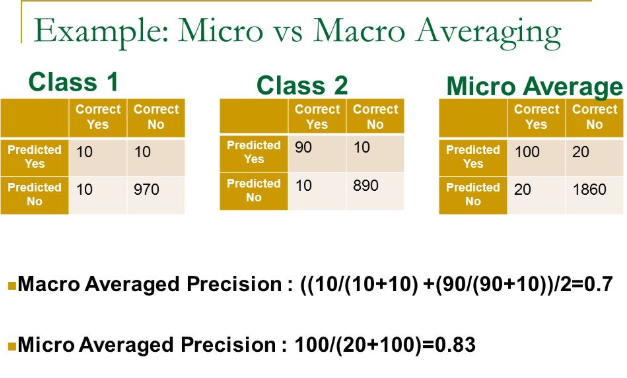 Example: Micro vs Macro Averaging
Class 1
Correct Yes Correct No
Predicted Yes 10 10
Predicted No 10 970
Class 2
Correct Yes Correct No
Predicted Yes 90 10
Predicted No 10 890
Micro Average
Correct Yes Correct No
Predicted Yes 100 20
Predicted No 20 1860
Macro Averaged Precision : ((10/(10+10) +(90/(90+10))/2=0.7
Micro Averaged Precision : 100/(20+100)=0.83